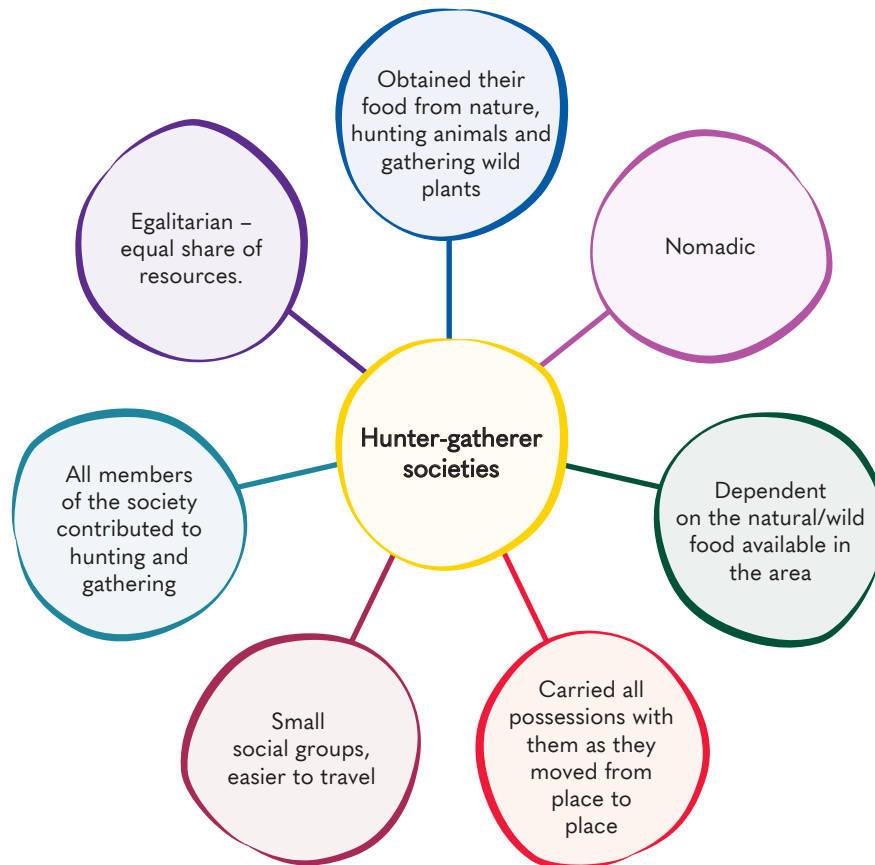 Obtained their
food from nature,
hunting animals and
gathering wild
plants
Egalitarian –
equal share of
resources.
Nomadic
Hunter-gatherer
societies
All members
of the society
contributed to
hunting and
gathering
Dependent
on the natural/wild
food available in
the area
Small
social groups,
easier to travel
Carried all
possessions with
them as they
moved from
place to
place